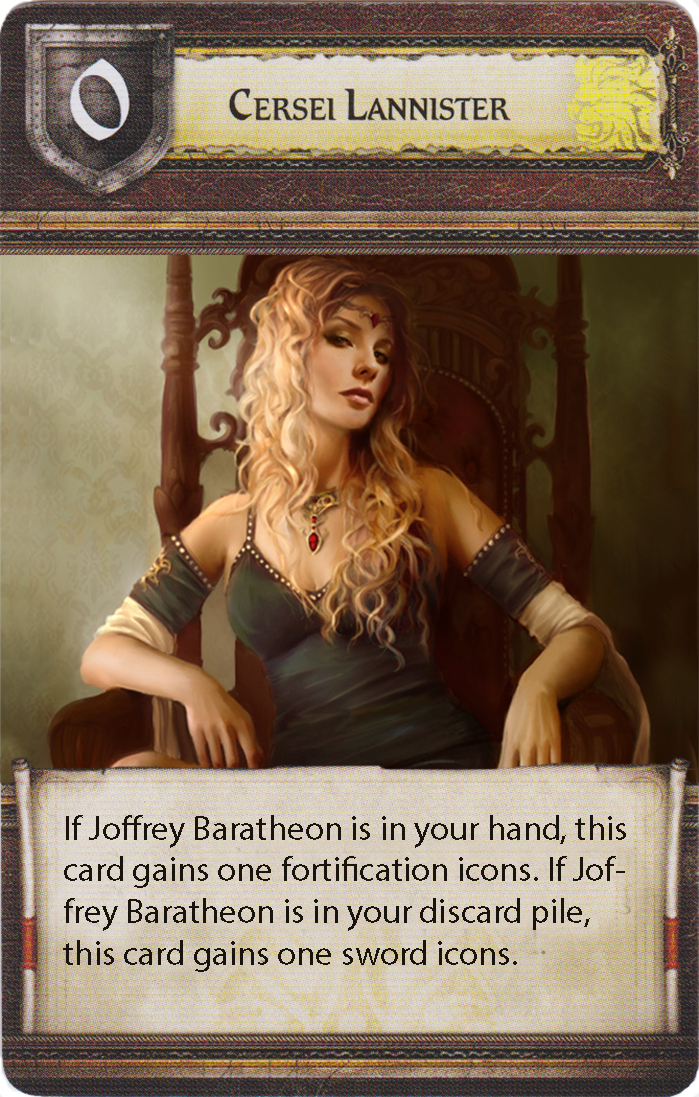 0
CERSEI LANNISTER
If Joffrey Baratheon is in your hand, this
card gains one fortification icons. If Jof-
frey Baratheon is in your discard pile,
this card gains one sword icons.